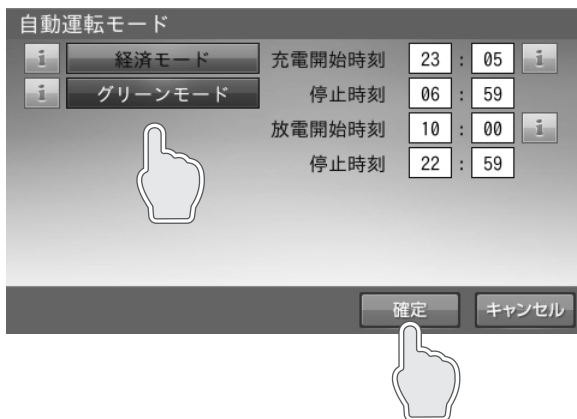 自動運転モード
i 経済モード 充電開始時刻 23 : 05 i
i グリーンモード 停止時刻 06 : 59
放電開始時刻 10 : 00 i
停止時刻 22 : 59
確定 キャンセル